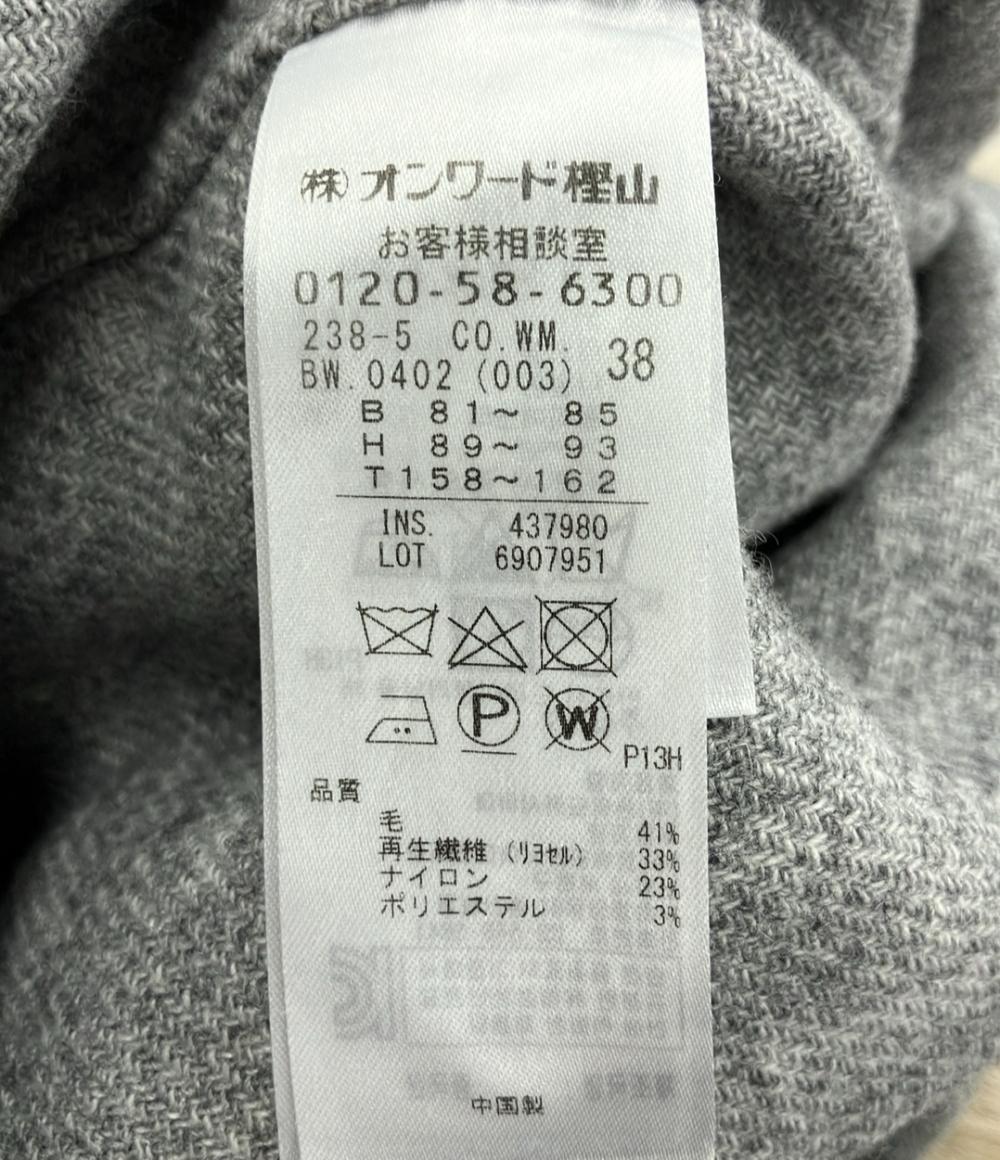 ㈱オンワード樫山
お客様相談室
0120-58-6300
238-5 CO.WM.
BW.0402 (003) 38
B 81〜 85
H 89〜 93
T158〜162
INS. 437980
LOT 6907951
P
W
P13H
品質
毛 41%
再生繊維 (リヨセル) 33%
ナイロン 23%
ポリエステル 3%
中国製